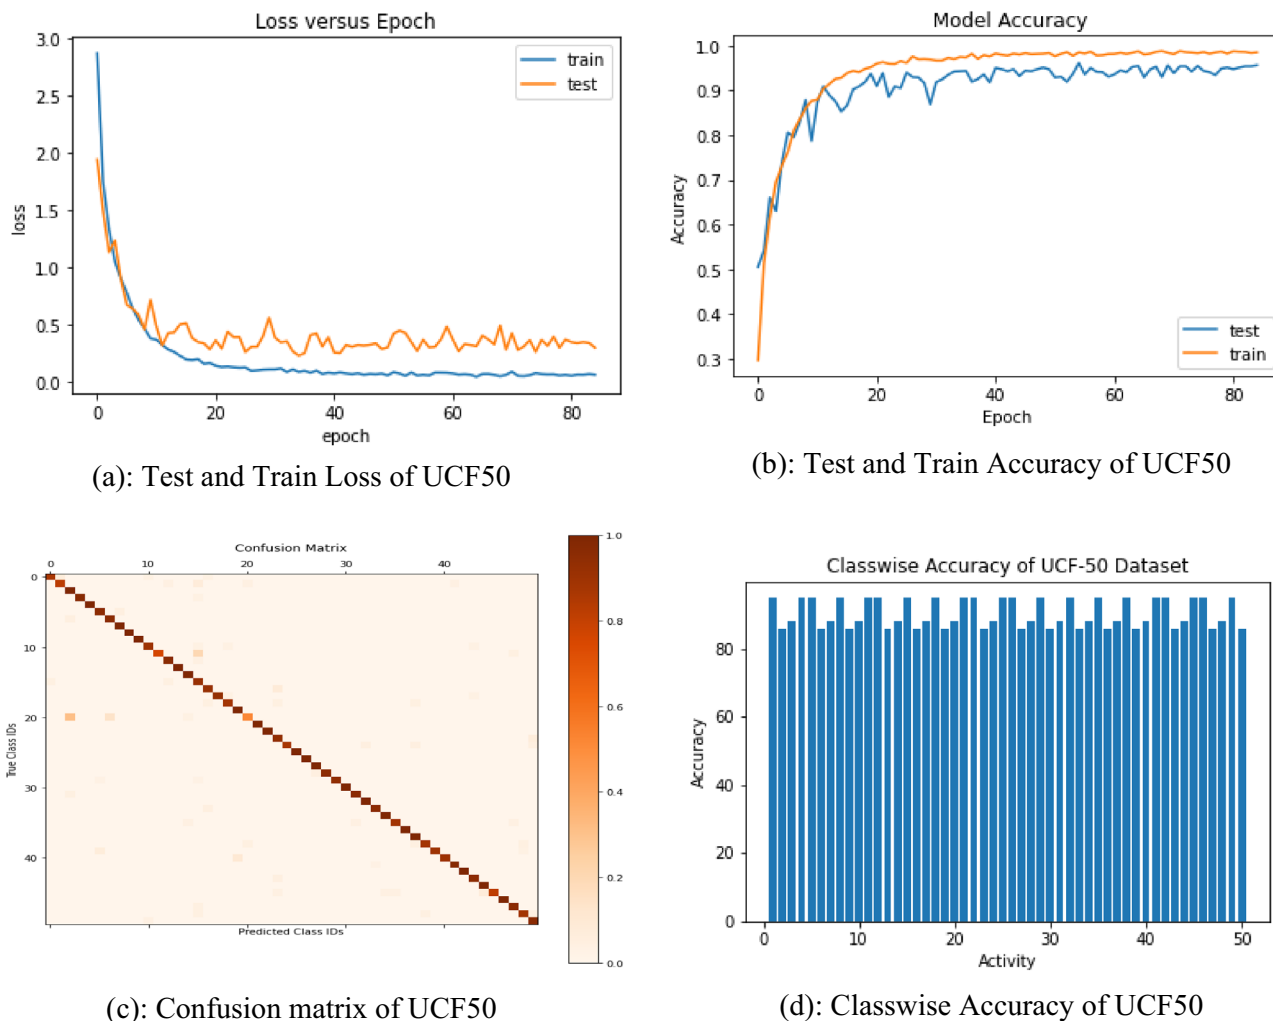 Loss versus Epoch
3.0
2.5
2.0
1.5
1.0
0.5
0.0
loss
train
test
0 20 40 60 80
epoch
(a): Test and Train Loss of UCF50
Model Accuracy
1.0
0.9
0.8
0.7
0.6
0.5
0.4
0.3
Accuracy
test
train
0 20 40 60 80
Epoch
(b): Test and Train Accuracy of UCF50
Confusion Matrix
0 10 20 30 40
0
10
20
30
40
True Class IDs
Predicted Class IDs
1.0
0.8
0.6
0.4
0.2
0.0
(c): Confusion matrix of UCF50
Classwise Accuracy of UCF-50 Dataset
80
60
40
20
0
Accuracy
0 10 20 30 40 50
Activity
(d): Classwise Accuracy of UCF50